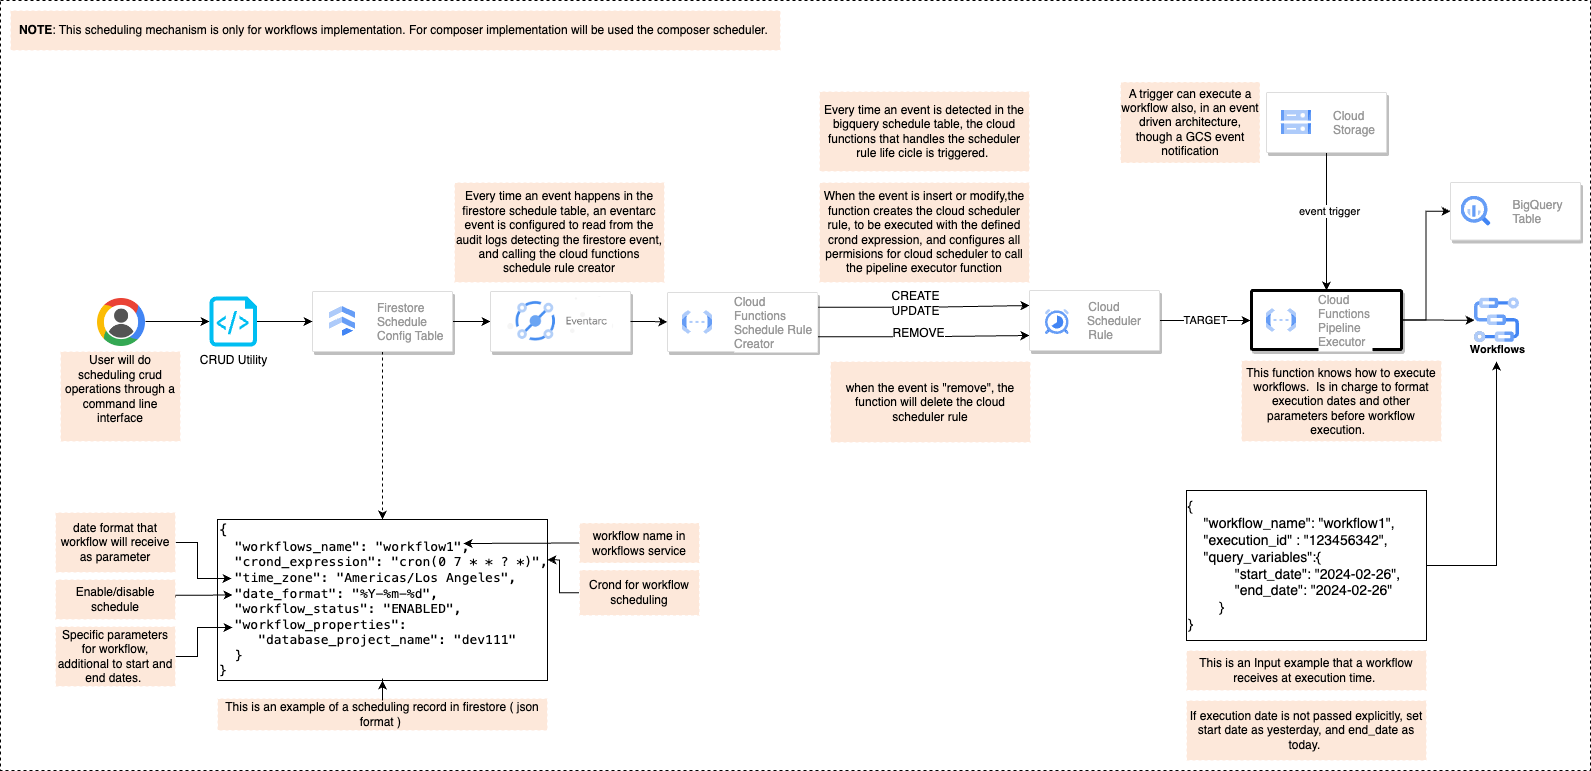 NOTE: This scheduling mechanism is only for workflows implementation. For composer implementation will be used the composer scheduler.
Every time an event is detected in the
bigquery schedule table, the cloud
functions that handles the scheduler
rule life cicle is triggered.
A trigger can execute a
workflow also, in an event
driven architecture,
though a GCS event
notification
Cloud
Storage
Every time an event happens in the
firestore schedule table, an eventarc
event is configured to read from the
audit logs detecting the firestore event,
and calling the cloud functions
schedule rule creator
When the event is insert or modify,the
function creates the cloud scheduler
rule, to be executed with the defined
crond expression, and configures all
permisions for cloud scheduler to call
the pipeline executor function
event trigger
BigQuery
Table
User will do
scheduling crud
operations through a
command line
interface
CRUD Utility
Firestore
Schedule
Config Table
Eventarc
Cloud
Functions
Schedule Rule
Creator
CREATE
UPDATE
REMOVE
Cloud
Scheduler
Rule
TARGET
Cloud
Functions
Pipeline
Executor
Workflows
when the event is "remove", the
function will delete the cloud
scheduler rule
This function knows how to execute
workflows.  Is in charge to format
execution dates and other
parameters before workflow
execution.
date format that
workflow will receive
as parameter
Enable/disable
schedule
Specific parameters
for workflow,
additional to start and
end dates.
{
"workflows_name": "workflow1",
"crond_expression": "cron(0 7 * * ? *)",
"time_zone": "Americas/Los Angeles",
"date_format": "%Y-%m-%d",
"workflow_status": "ENABLED",
"workflow_properties":
"database_project_name": "dev111"
}
}
workflow name in
workflows service
Crond for workflow
scheduling
This is an example of a scheduling record in firestore ( json
format )
{
"workflow_name": "workflow1",
"execution_id" : "123456342",
"query_variables":{
"start_date": "2024-02-26",
"end_date": "2024-02-26"
}
}
This is an Input example that a workflow
receives at execution time.
If execution date is not passed explicitly, set
start date as yesterday, and end_date as
today.